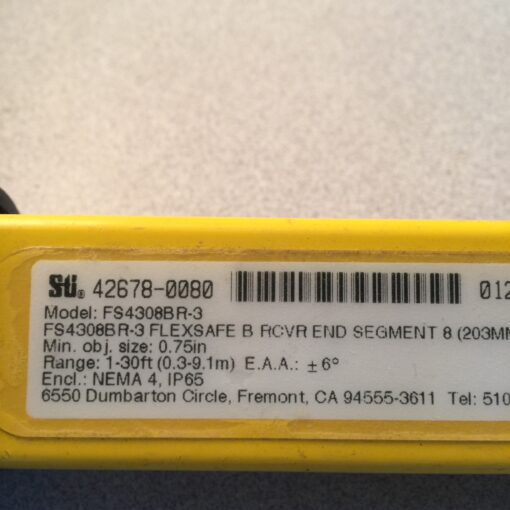 STi® 42678-0080 012
Model: FS4308BR-3
FS4308BR-3 FLEXSAFE B RCVR END SEGMENT 8 (203MM
Min. obj. size: 0.75in
Range: 1-30ft (0.3-9.1m) E.A.A.: ±6°
Encl.: NEMA 4, IP65
6550 Dumbarton Circle, Fremont, CA 94555-3611 Tel: 510